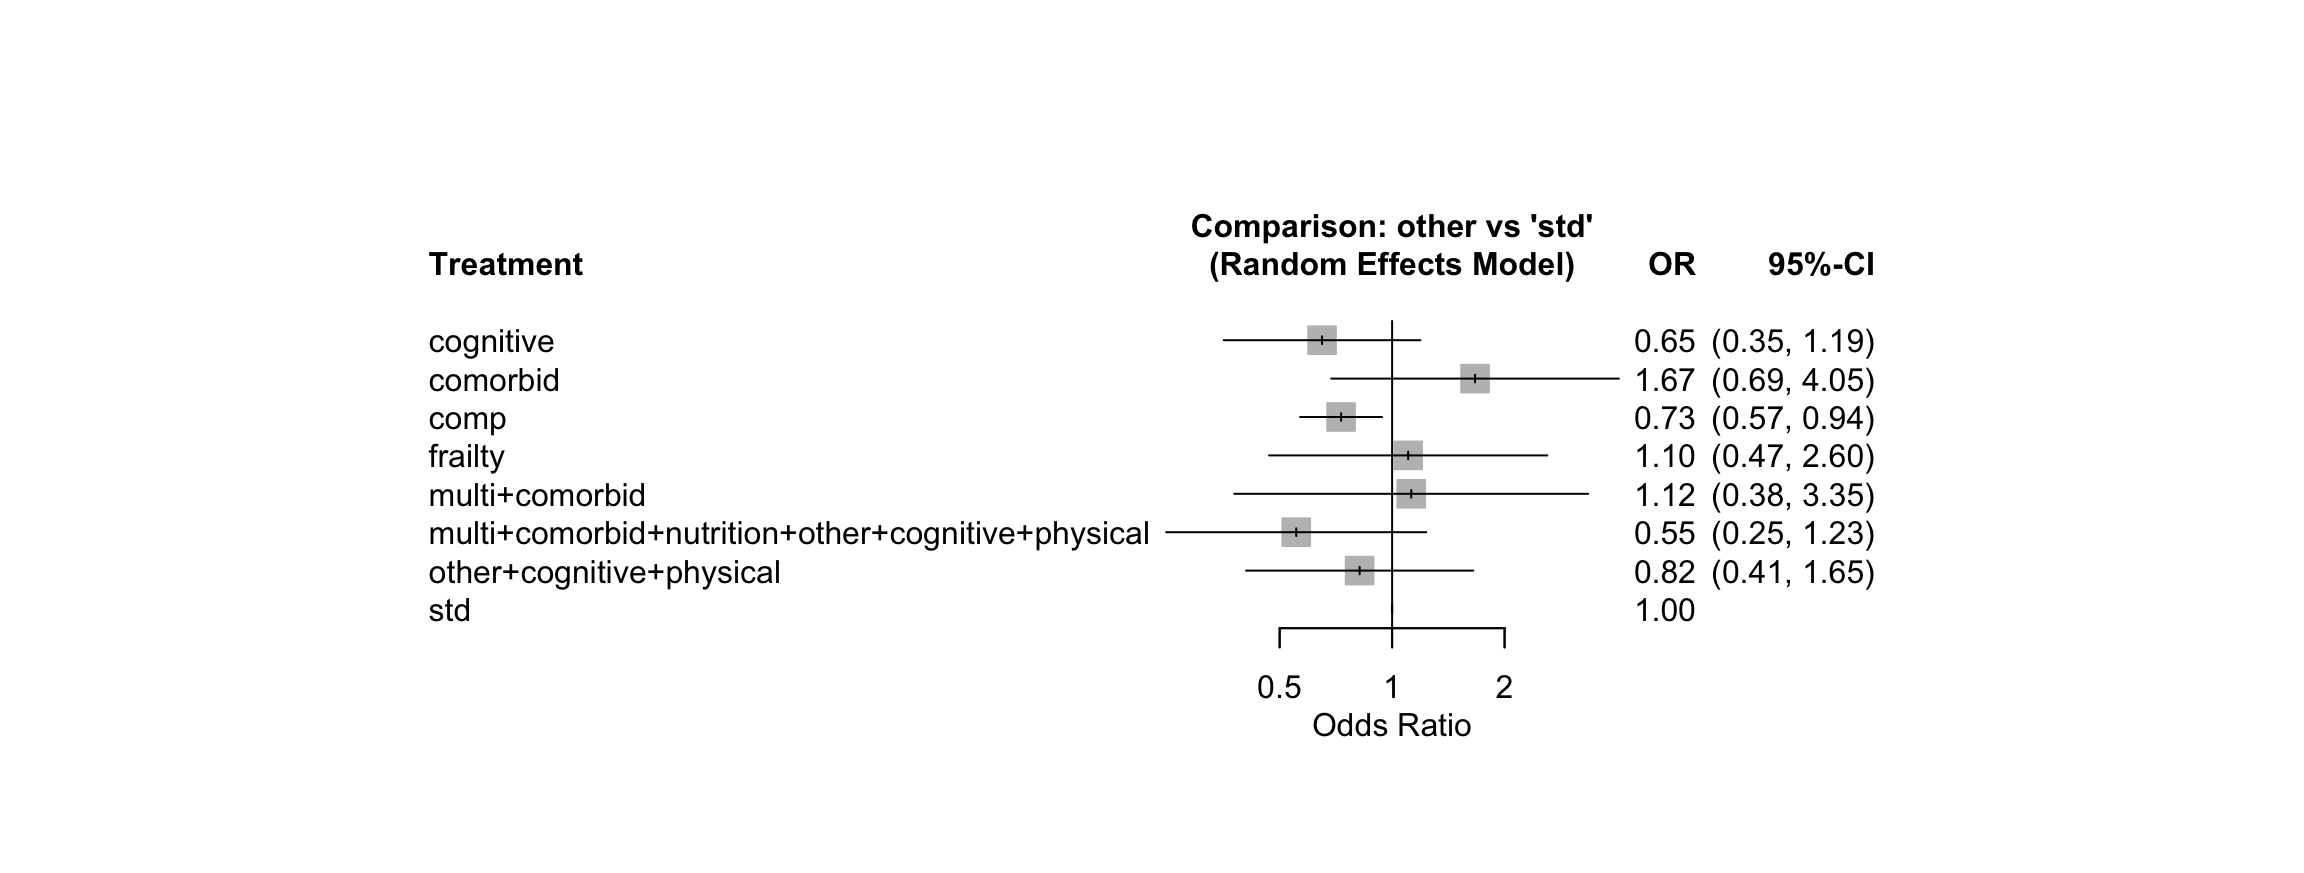 Comparison: other vs 'std'
Treatment (Random Effects Model) OR 95%-CI
cognitive 0.65 (0.35, 1.19)
comorbid 1.67 (0.69, 4.05)
comp 0.73 (0.57, 0.94)
frailty 1.10 (0.47, 2.60)
multi+comorbid 1.12 (0.38, 3.35)
multi+comorbid+nutrition+other+cognitive+physical 0.55 (0.25, 1.23)
other+cognitive+physical 0.82 (0.41, 1.65)
std 1.00
0.5 1 2
Odds Ratio